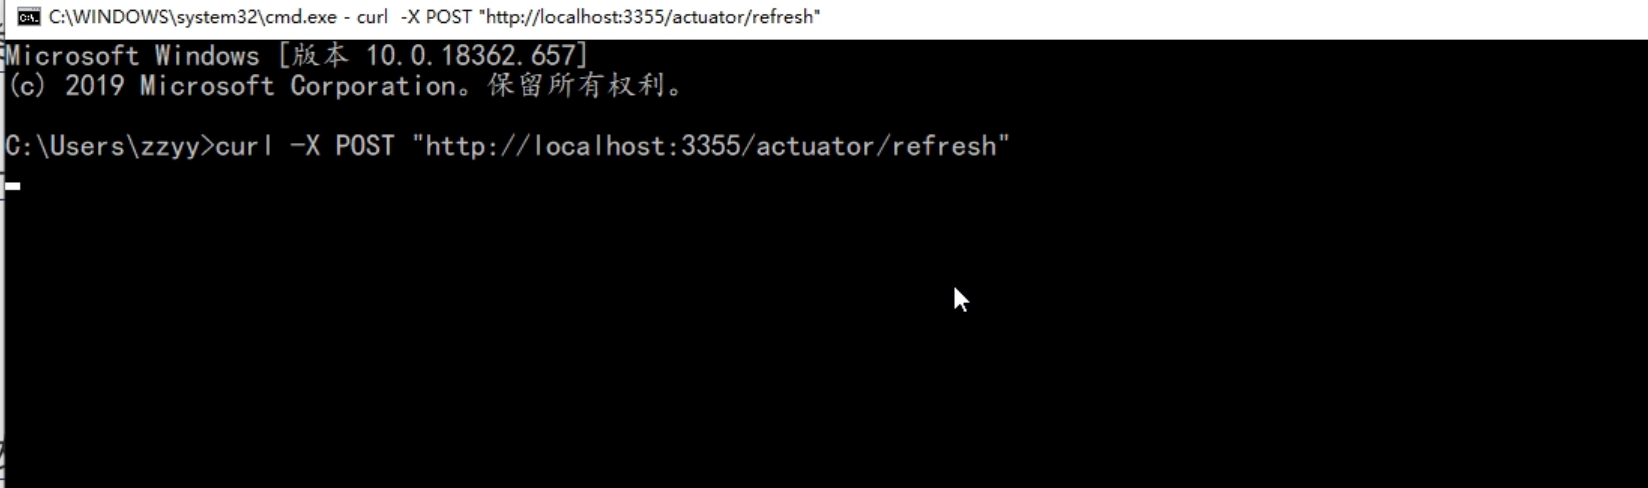 C:\WINDOWS\system32\cmd.exe - curl  -X POST "http://localhost:3355/actuator/refresh"
Microsoft Windows [版本 10.0.18362.657]
(c) 2019 Microsoft Corporation。保留所有权利。
C:\Users\zzyy>curl -X POST "http://localhost:3355/actuator/refresh"